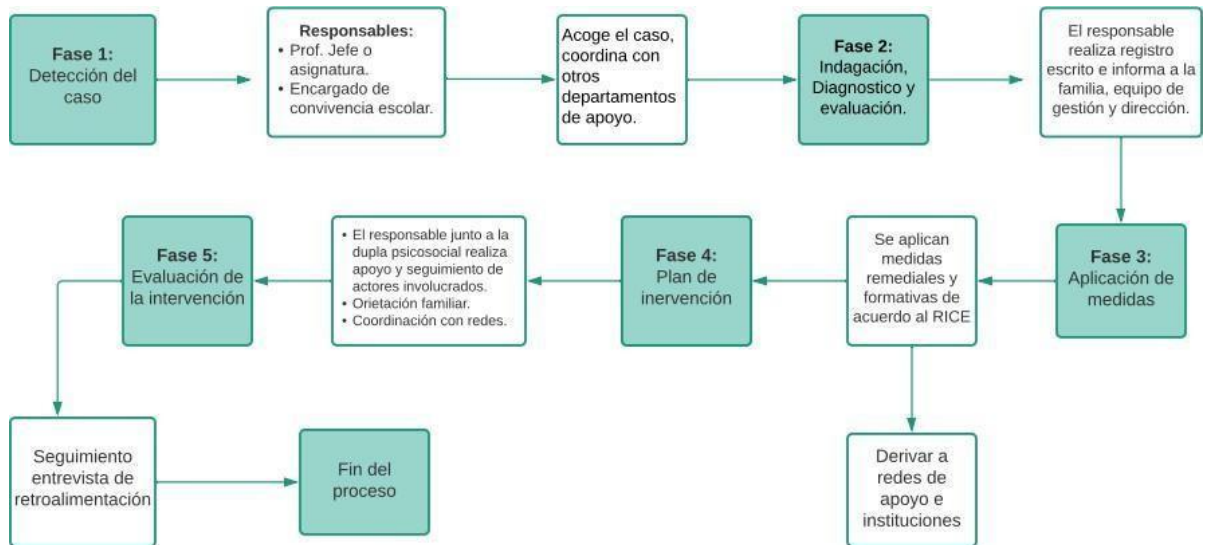 Fase 1:
Detección del
caso
Responsables:
• Prof. Jefe o
asignatura.
• Encargado de
convivencia escolar.
Acoge el caso,
coordina con
otros
departamentos
de apoyo.
Fase 2:
Indagación,
Diagnostico y
evaluación.
El responsable
realiza registro
escrito e informa a la
familia, equipo de
gestión y dirección.
Fase 3:
Aplicación de
medidas
Se aplican
medidas
remediales y
formativas de
acuerdo al RICE
Fase 4:
Plan de
inervención
• El responsable junto a la
dupla psicosocial realiza
apoyo y seguimiento de
actores involucrados.
• Orietación familiar.
• Coordinación con redes.
Fase 5:
Evaluación de
la intervención
Seguimiento
entrevista de
retroalimentación
Fin del
proceso
Derivar a
redes de
apoyo e
instituciones